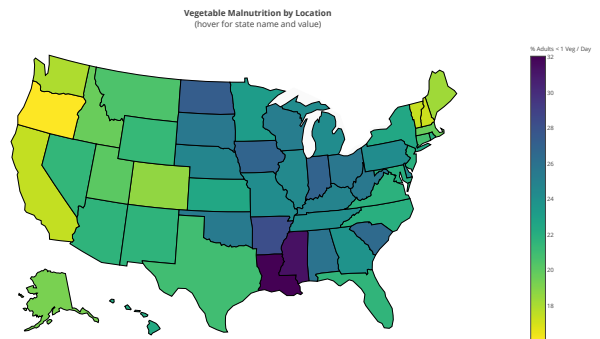 Vegetable Malnutrition by Location
(hover for state name and value)
% Adults < 1 Veg / Day
32
30
28
26
24
22
20
18